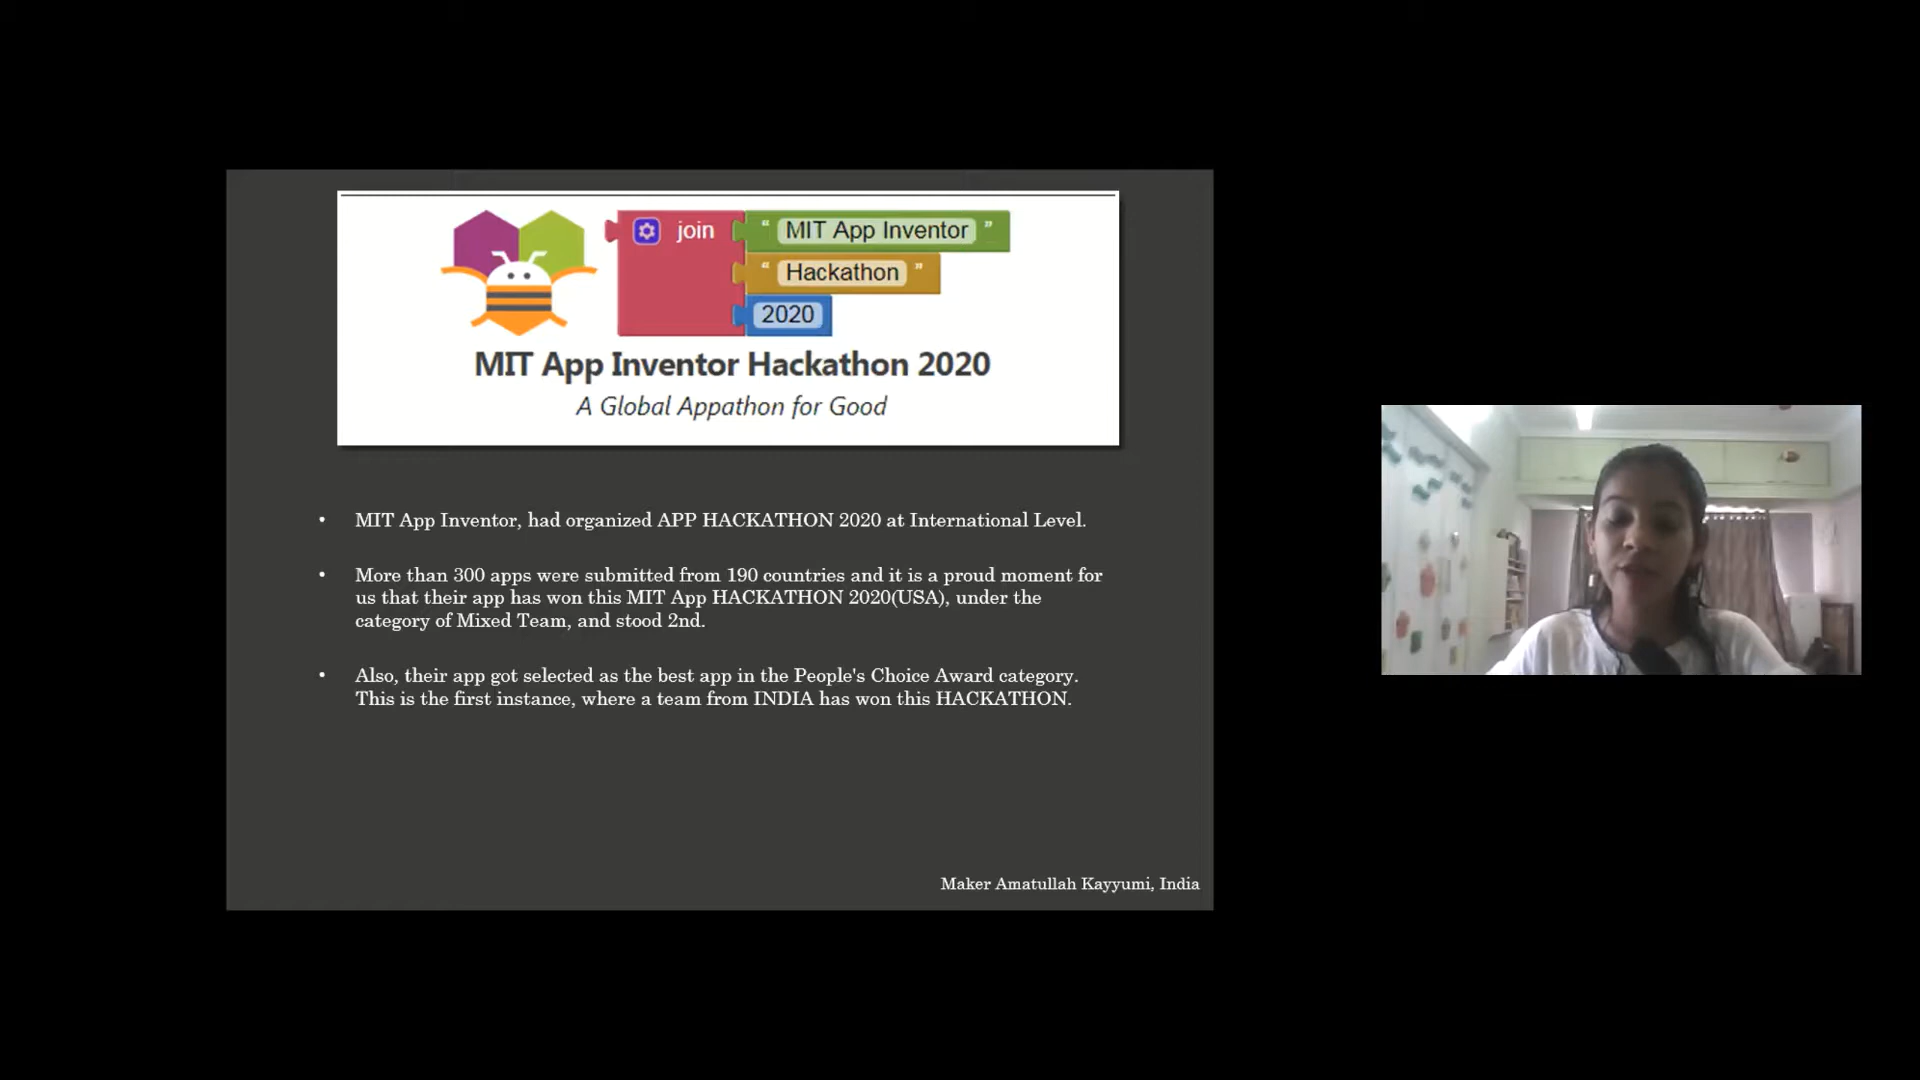 join “ MIT App Inventor ”
“ Hackathon ”
2020
MIT App Inventor Hackathon 2020
A Global Appathon for Good
• MIT App Inventor, had organized APP HACKATHON 2020 at International Level.
• More than 300 apps were submitted from 190 countries and it is a proud moment for
us that their app has won this MIT App HACKATHON 2020(USA), under the
category of Mixed Team, and stood 2nd.
• Also, their app got selected as the best app in the People's Choice Award category.
This is the first instance, where a team from INDIA has won this HACKATHON.
Maker Amatullah Kayyumi, India